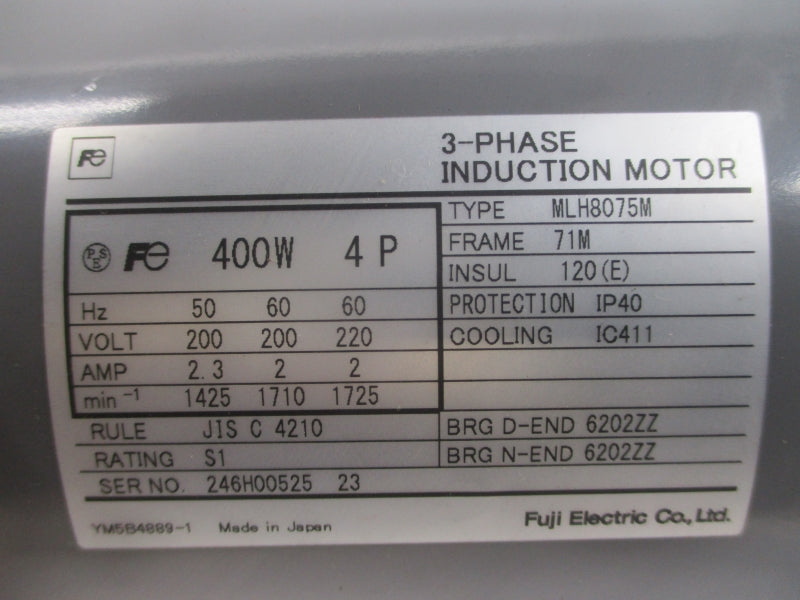 Fe
3-PHASE
INDUCTION MOTOR
PSE Fe 400W 4 P
Hz 50 60 60
VOLT 200 200 220
AMP 2.3 2 2
min⁻¹ 1425 1710 1725
TYPE MLH8075M
FRAME 71M
INSUL 120(E)
PROTECTION IP40
COOLING IC411
RULE JIS C 4210
BRG D-END 6202ZZ
RATING S1
BRG N-END 6202ZZ
SER NO. 246H00525 23
YM5B4889-1 Made in Japan
Fuji Electric Co., Ltd.